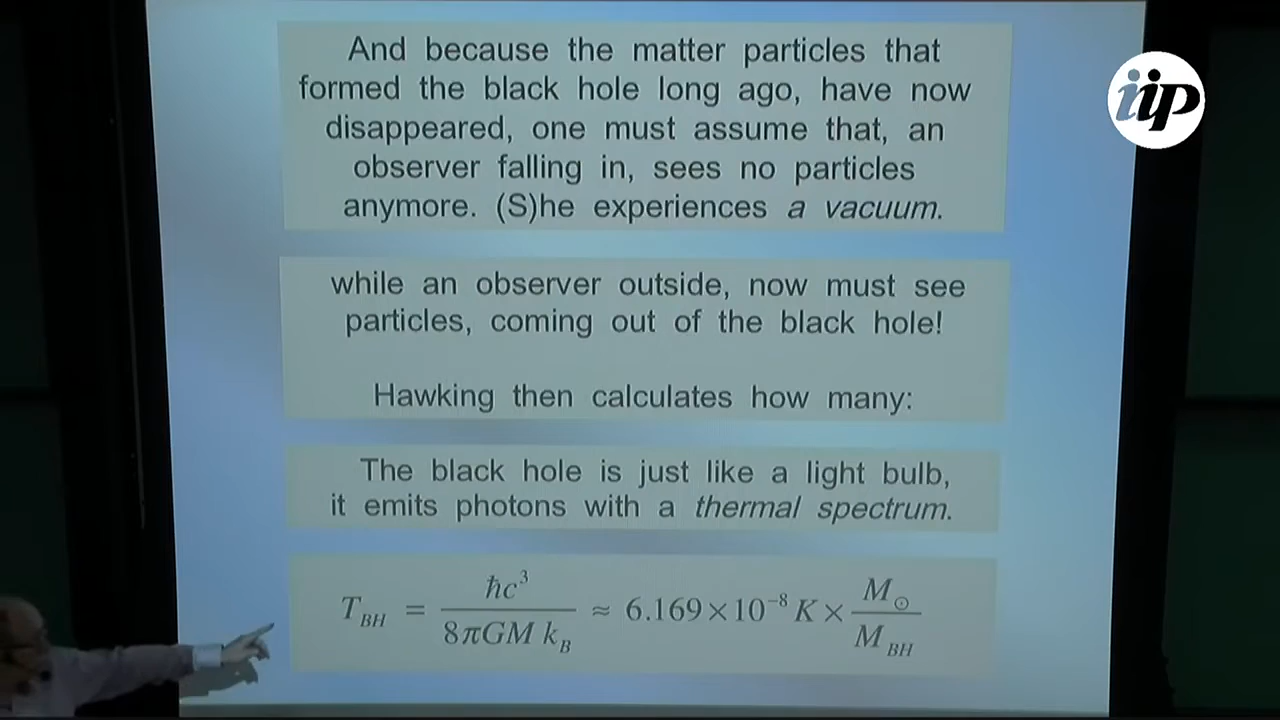 And because the matter particles that
formed the black hole long ago, have now
disappeared, one must assume that, an
observer falling in, sees no particles
anymore. (S)he experiences a vacuum.
while an observer outside, now must see
particles, coming out of the black hole!
Hawking then calculates how many:
The black hole is just like a light bulb,
it emits photons with a thermal spectrum.
T_BH = ħc³ / 8πGM k_B ≈ 6.169×10⁻⁸ K × M_⊙ / M_BH
iip